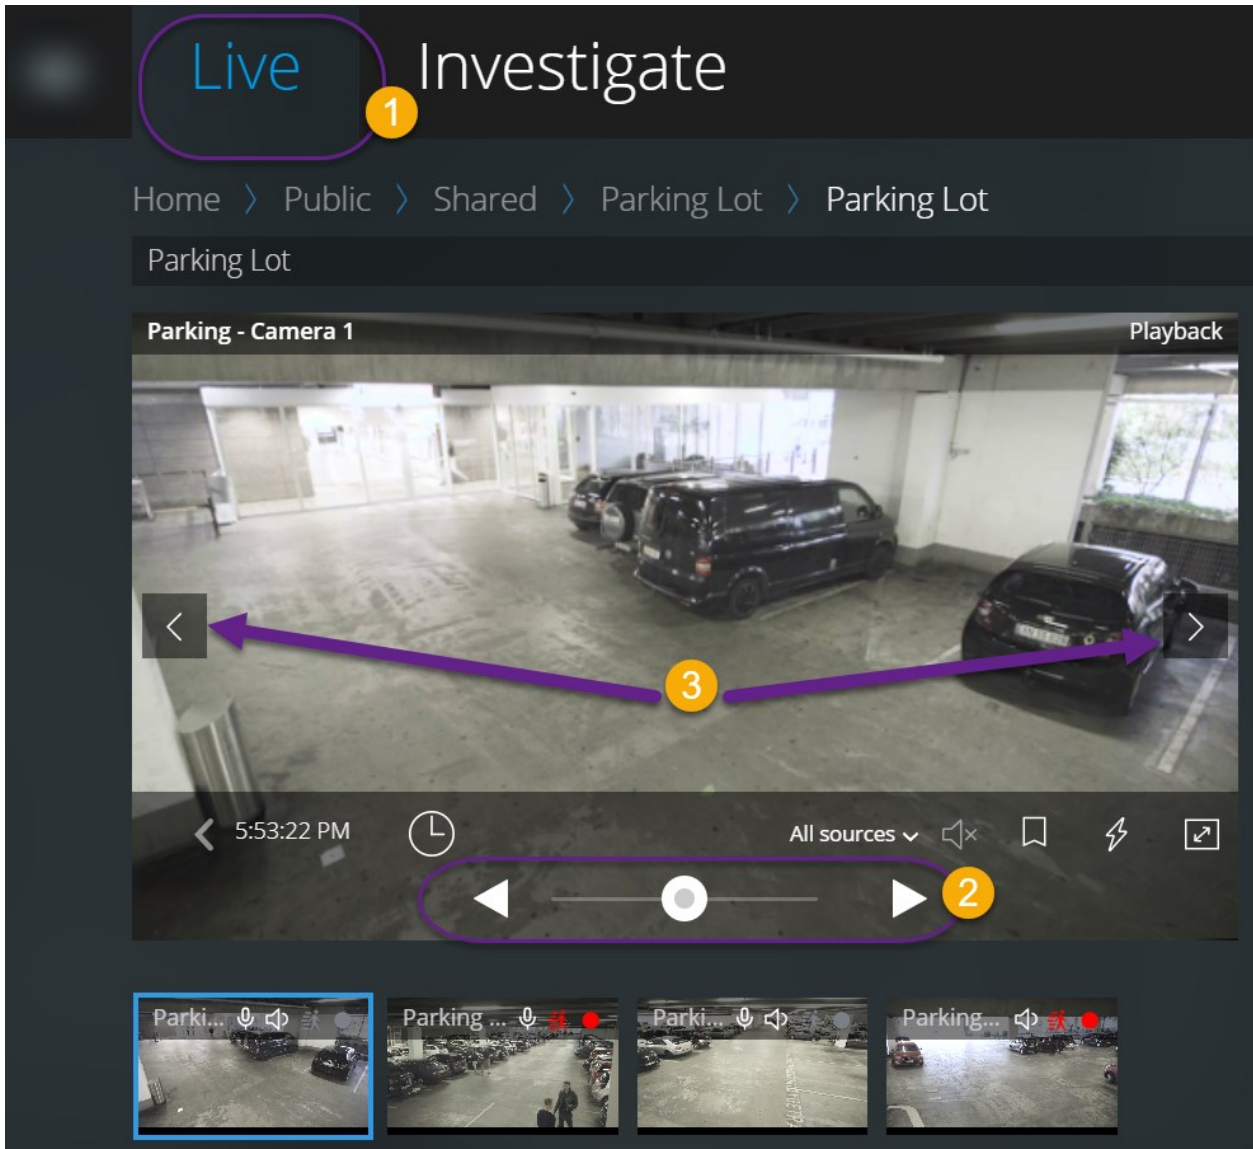 Live Investigate
1
Home > Public > Shared > Parking Lot > Parking Lot
Parking Lot
Parking - Camera 1 Playback
3
5:53:22 PM All sources
2
Parki... Parking ... Parki... Parking...